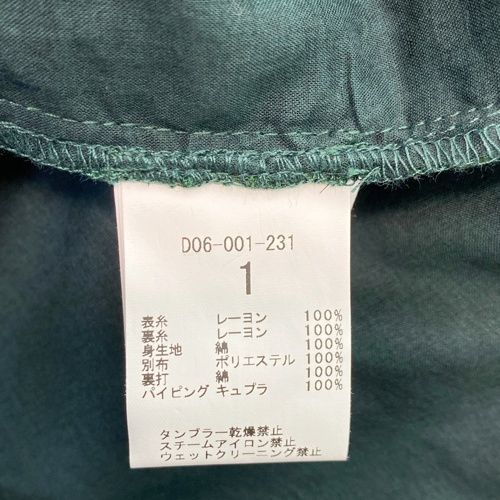 D06-001-231
1
表糸 レーヨン 100%
裏糸 レーヨン 100%
身生地 綿 100%
別布 ポリエステル 100%
裏打 綿 100%
パイピング キュプラ 100%
タンブラー乾燥禁止
スチームアイロン禁止
ウェットクリーニング禁止